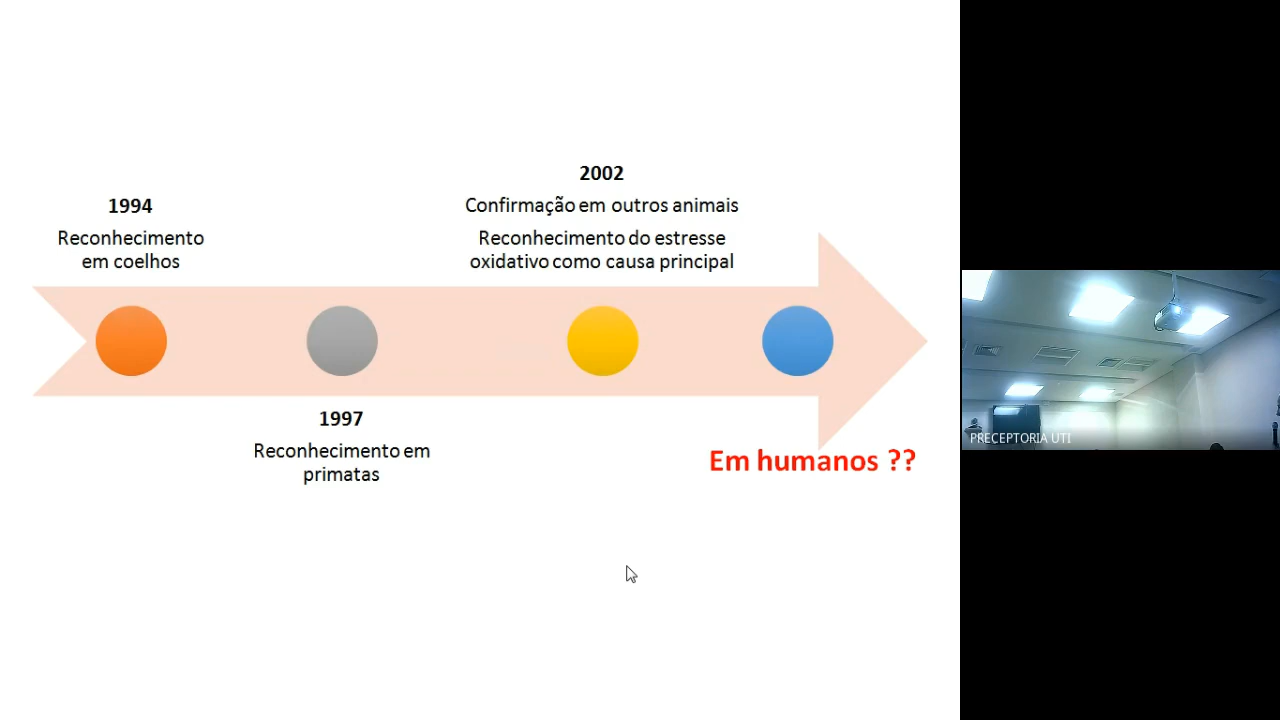 1994
Reconhecimento
em coelhos
1997
Reconhecimento em
primatas
2002
Confirmação em outros animais
Reconhecimento do estresse
oxidativo como causa principal
Em humanos ??
PRECEPTORIA UTI